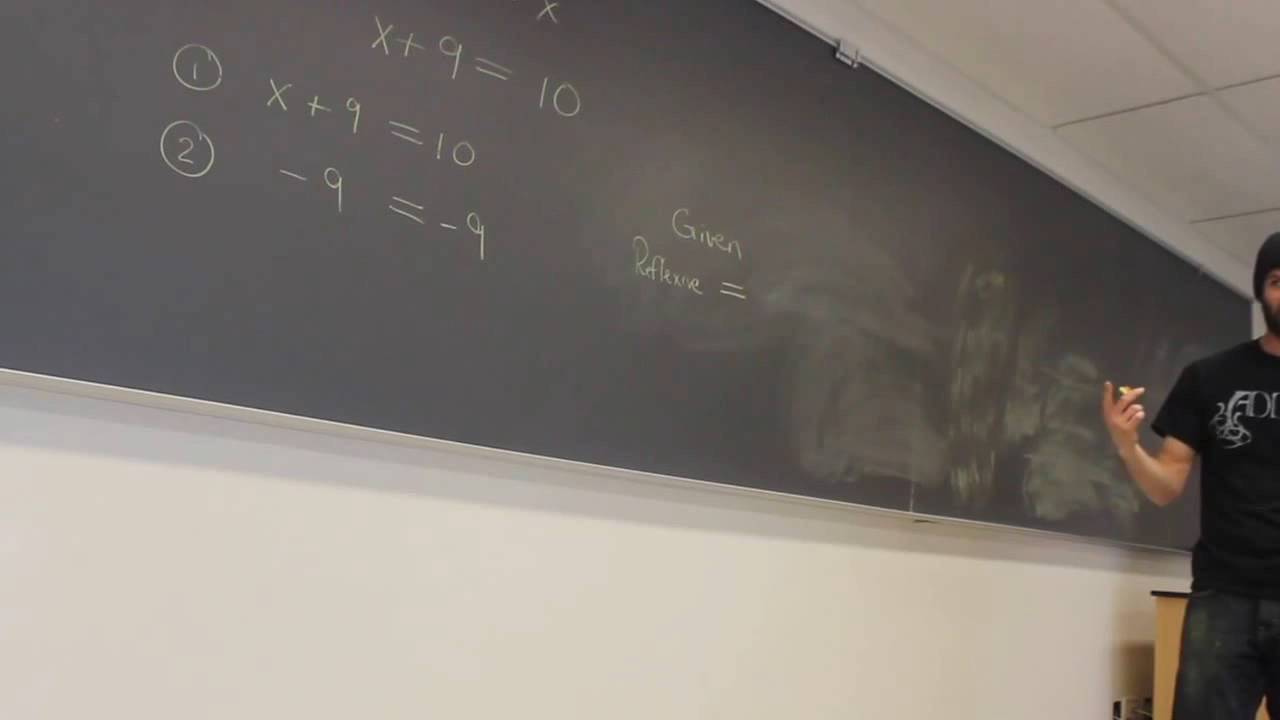 x
x + 9 = 10
① x + 9 = 10
② - 9 = - 9
Given
Reflexive =